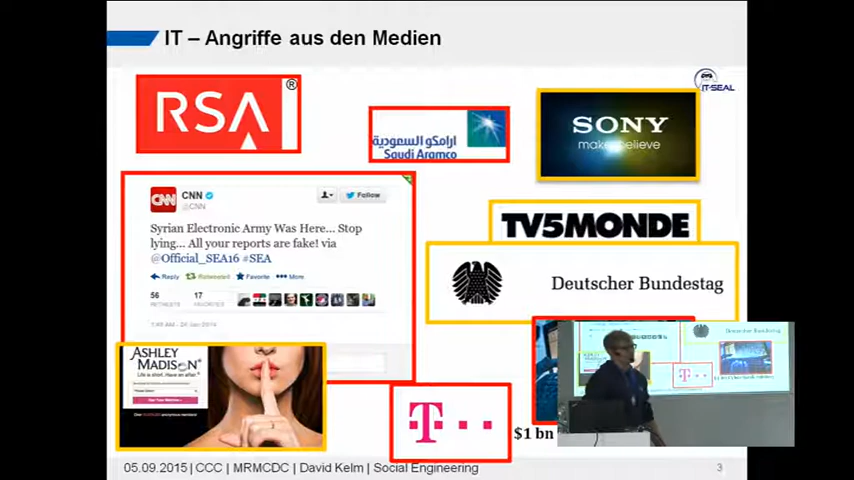 IT – Angriffe aus den Medien
IT-SEAL
RSA®
ارامكو السعودية
Saudi Aramco
SONY
make.believe
CNN
@CNN
Follow
Syrian Electronic Army Was Here... Stop
lying... All your reports are fake! via
@Official_SEA16 #SEA
Reply Retweeted Favorite More
56
17
RETWEETS
FAVORITES
TV5MONDE
Deutscher Bundestag
ASHLEY
MADISON®
Life is short. Have an affair.®
T
$1 bn
Deutscher Bundestag
T
05.09.2015 | CCC | MRMCDC | David Kelm | Social Engineering
3